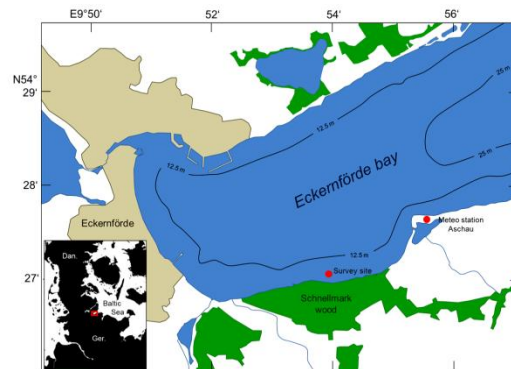 E9°50'
52'
54'
56'
N54°
29'
28'
27'
12.5 m
25 m
25 m
12.5 m
12.5 m
Eckernförde bay
Eckernförde
Meteo station
Aschau
Survey site
Schnellmark
wood
Dan.
Baltic
Sea
Ger.